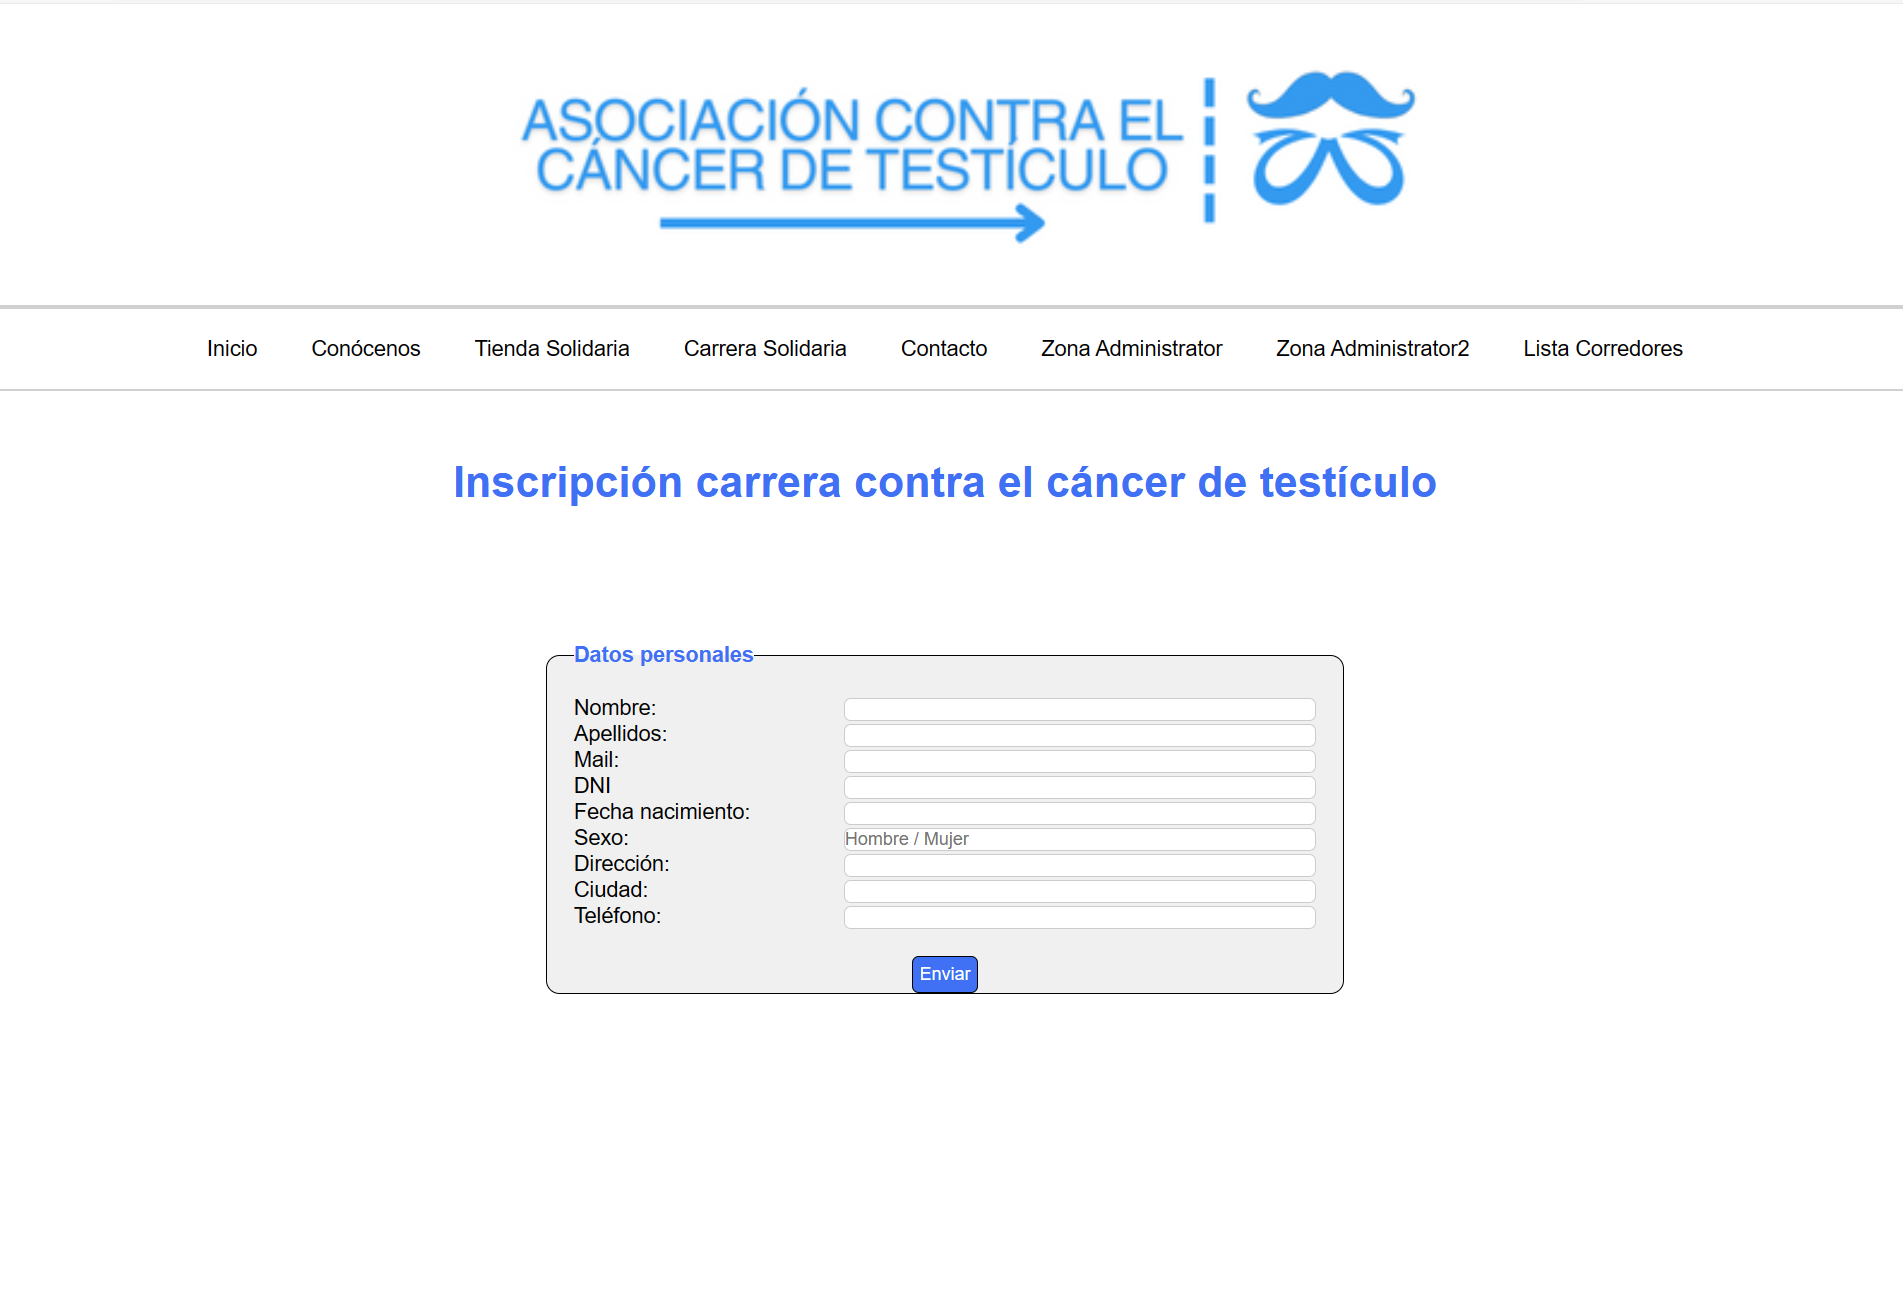 ASOCIACIÓN CONTRA EL
CÁNCER DE TESTÍCULO
Inicio Conócenos Tienda Solidaria Carrera Solidaria Contacto Zona Administrator Zona Administrator2 Lista Corredores
Inscripción carrera contra el cáncer de testículo
Datos personales
Nombre:
Apellidos:
Mail:
DNI
Fecha nacimiento:
Sexo: Hombre / Mujer
Dirección:
Ciudad:
Teléfono:
Enviar